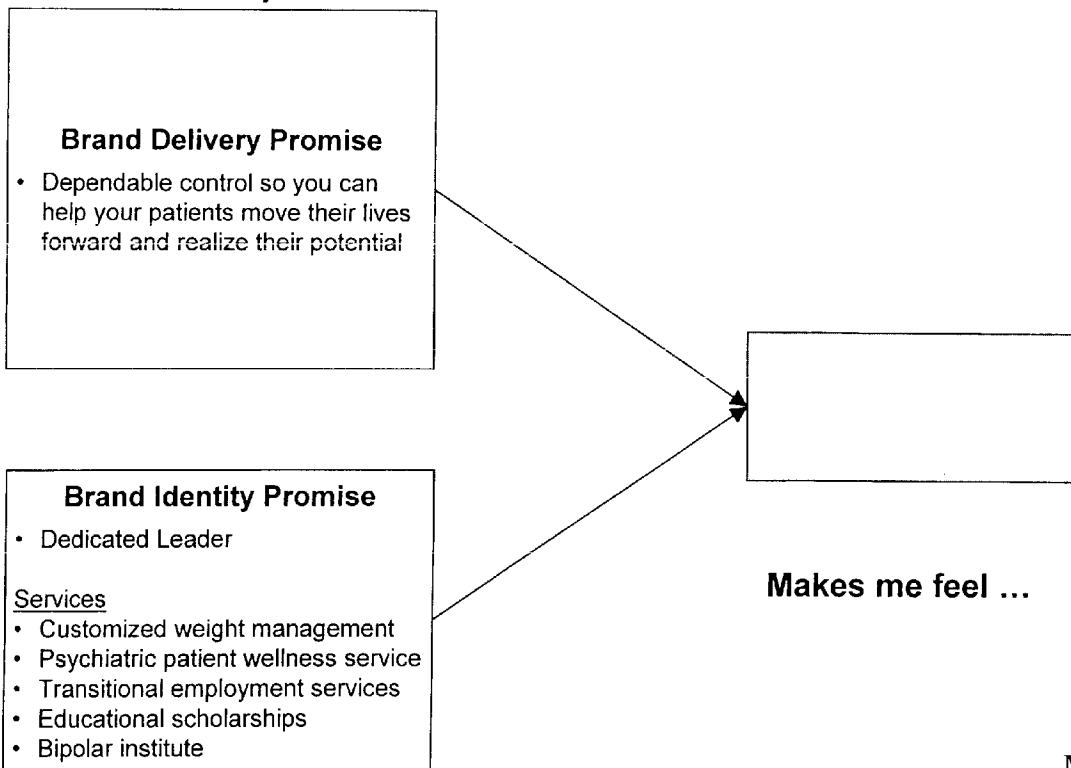 Brand Delivery Promise
• Dependable control so you can
help your patients move their lives
forward and realize their potential
Brand Identity Promise
• Dedicated Leader
Services
• Customized weight management
• Psychiatric patient wellness service
• Transitional employment services
• Educational scholarships
• Bipolar institute
Makes me feel ...